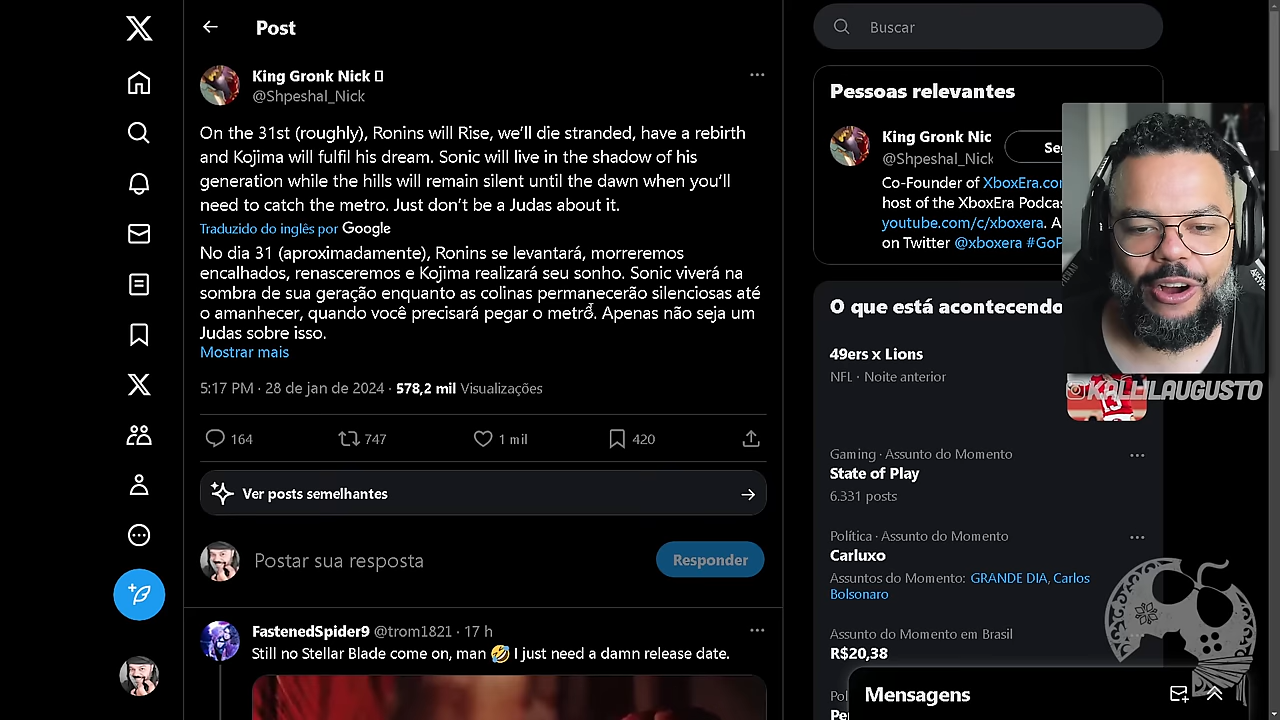 Post
Buscar
King Gronk Nick
@Shpeshal_Nick
On the 31st (roughly), Ronins will Rise, we’ll die stranded, have a rebirth
and Kojima will fulfil his dream. Sonic will live in the shadow of his
generation while the hills will remain silent until the dawn when you’ll
need to catch the metro. Just don’t be a Judas about it.
Traduzido do inglês por Google
No dia 31 (aproximadamente), Ronins se levantará, morreremos
encalhados, renasceremos e Kojima realizará seu sonho. Sonic viverá na
sombra de sua geração enquanto as colinas permanecerão silenciosas até
o amanhecer, quando você precisará pegar o metrô. Apenas não seja um
Judas sobre isso.
Mostrar mais
5:17 PM · 28 de jan de 2024 · 578,2 mil Visualizações
164
747
1 mil
420
Ver posts semelhantes
Postar sua resposta
Responder
FastenedSpider9 @trom1821 · 17 h
Still no Stellar Blade come on, man 🤣 I just need a damn release date.
Pessoas relevantes
King Gronk Nic
@Shpeshal_Nick
Se
Co-Founder of XboxEra.co
host of the XboxEra Podcas
youtube.com/c/xboxera. A
on Twitter @xboxera #GoP
O que está acontecendo
49ers x Lions
NFL · Noite anterior
KALLILAUGUSTO
Gaming · Assunto do Momento
State of Play
6.331 posts
Política · Assunto do Momento
Carluxo
Assuntos do Momento: GRANDE DIA, Carlos
Bolsonaro
Assunto do Momento em Brasil
R$20,38
Mensagens